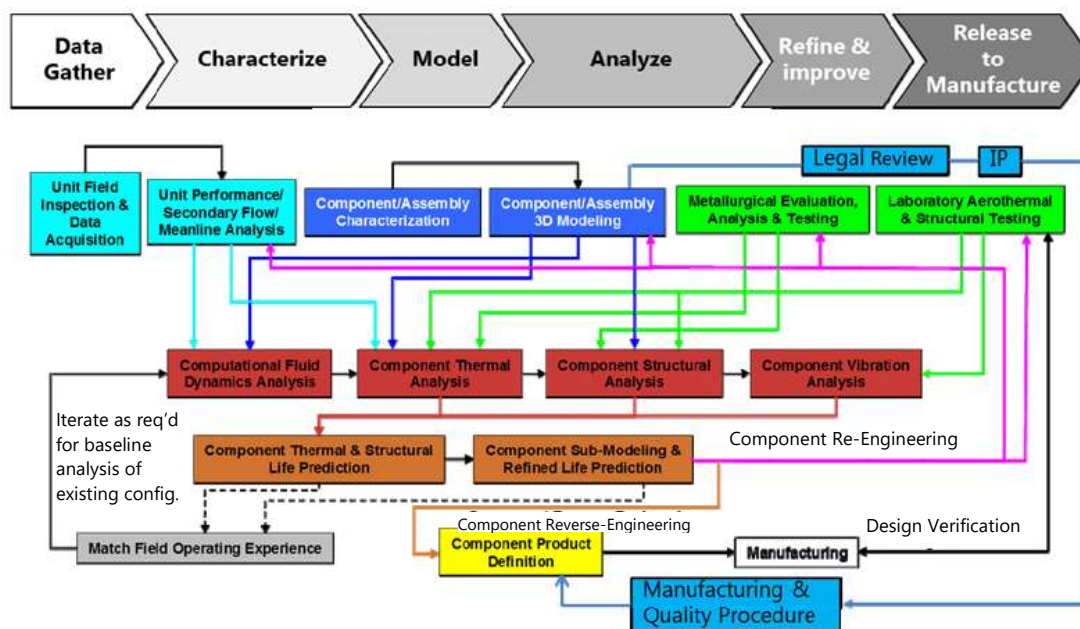 Data
Gather
Characterize
Model
Analyze
Refine &
improve
Release
to
Manufacture
Legal Review
IP
Unit Field
Inspection &
Data
Acquisition
Unit Performance/
Secondary Flow/
Meanline Analysis
Component/Assembly
Characterization
Component/Assembly
3D Modeling
Metallurgical Evaluation,
Analysis & Testing
Laboratory Aerothermal
& Structural Testing
Computational Fluid
Dynamics Analysis
Component Thermal
Analysis
Component Structural
Analysis
Component Vibration
Analysis
Iterate as req'd
for baseline
analysis of
existing config.
Component Thermal & Structural
Life Prediction
Component Sub-Modeling &
Refined Life Prediction
Component Re-Engineering
Match Field Operating Experience
Component Reverse-Engineering
Component Product
Definition
Manufacturing
Design Verification
Manufacturing &
Quality Procedure